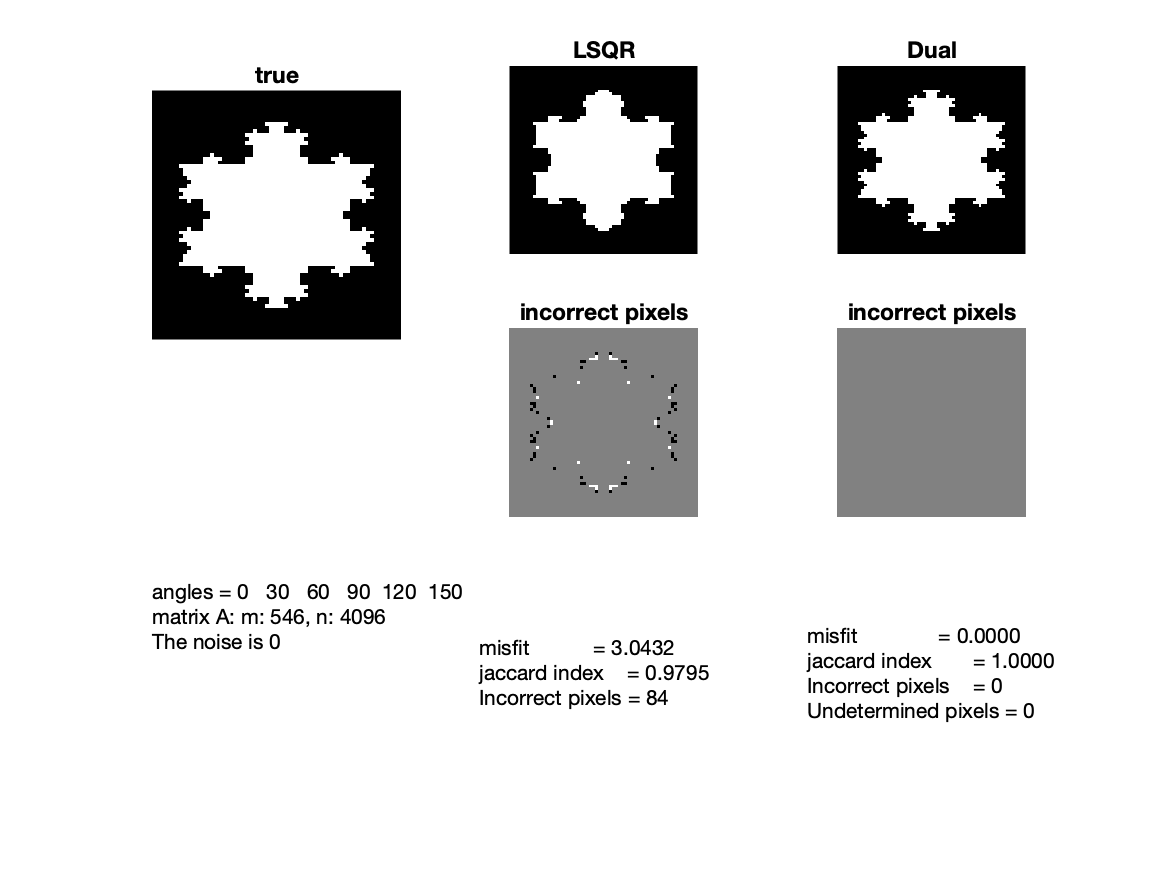 true
LSQR
Dual
incorrect pixels
incorrect pixels
angles = 0 30 60 90 120 150
matrix A: m: 546, n: 4096
The noise is 0
misfit = 3.0432
jaccard index = 0.9795
Incorrect pixels = 84
misfit = 0.0000
jaccard index = 1.0000
Incorrect pixels = 0
Undetermined pixels = 0